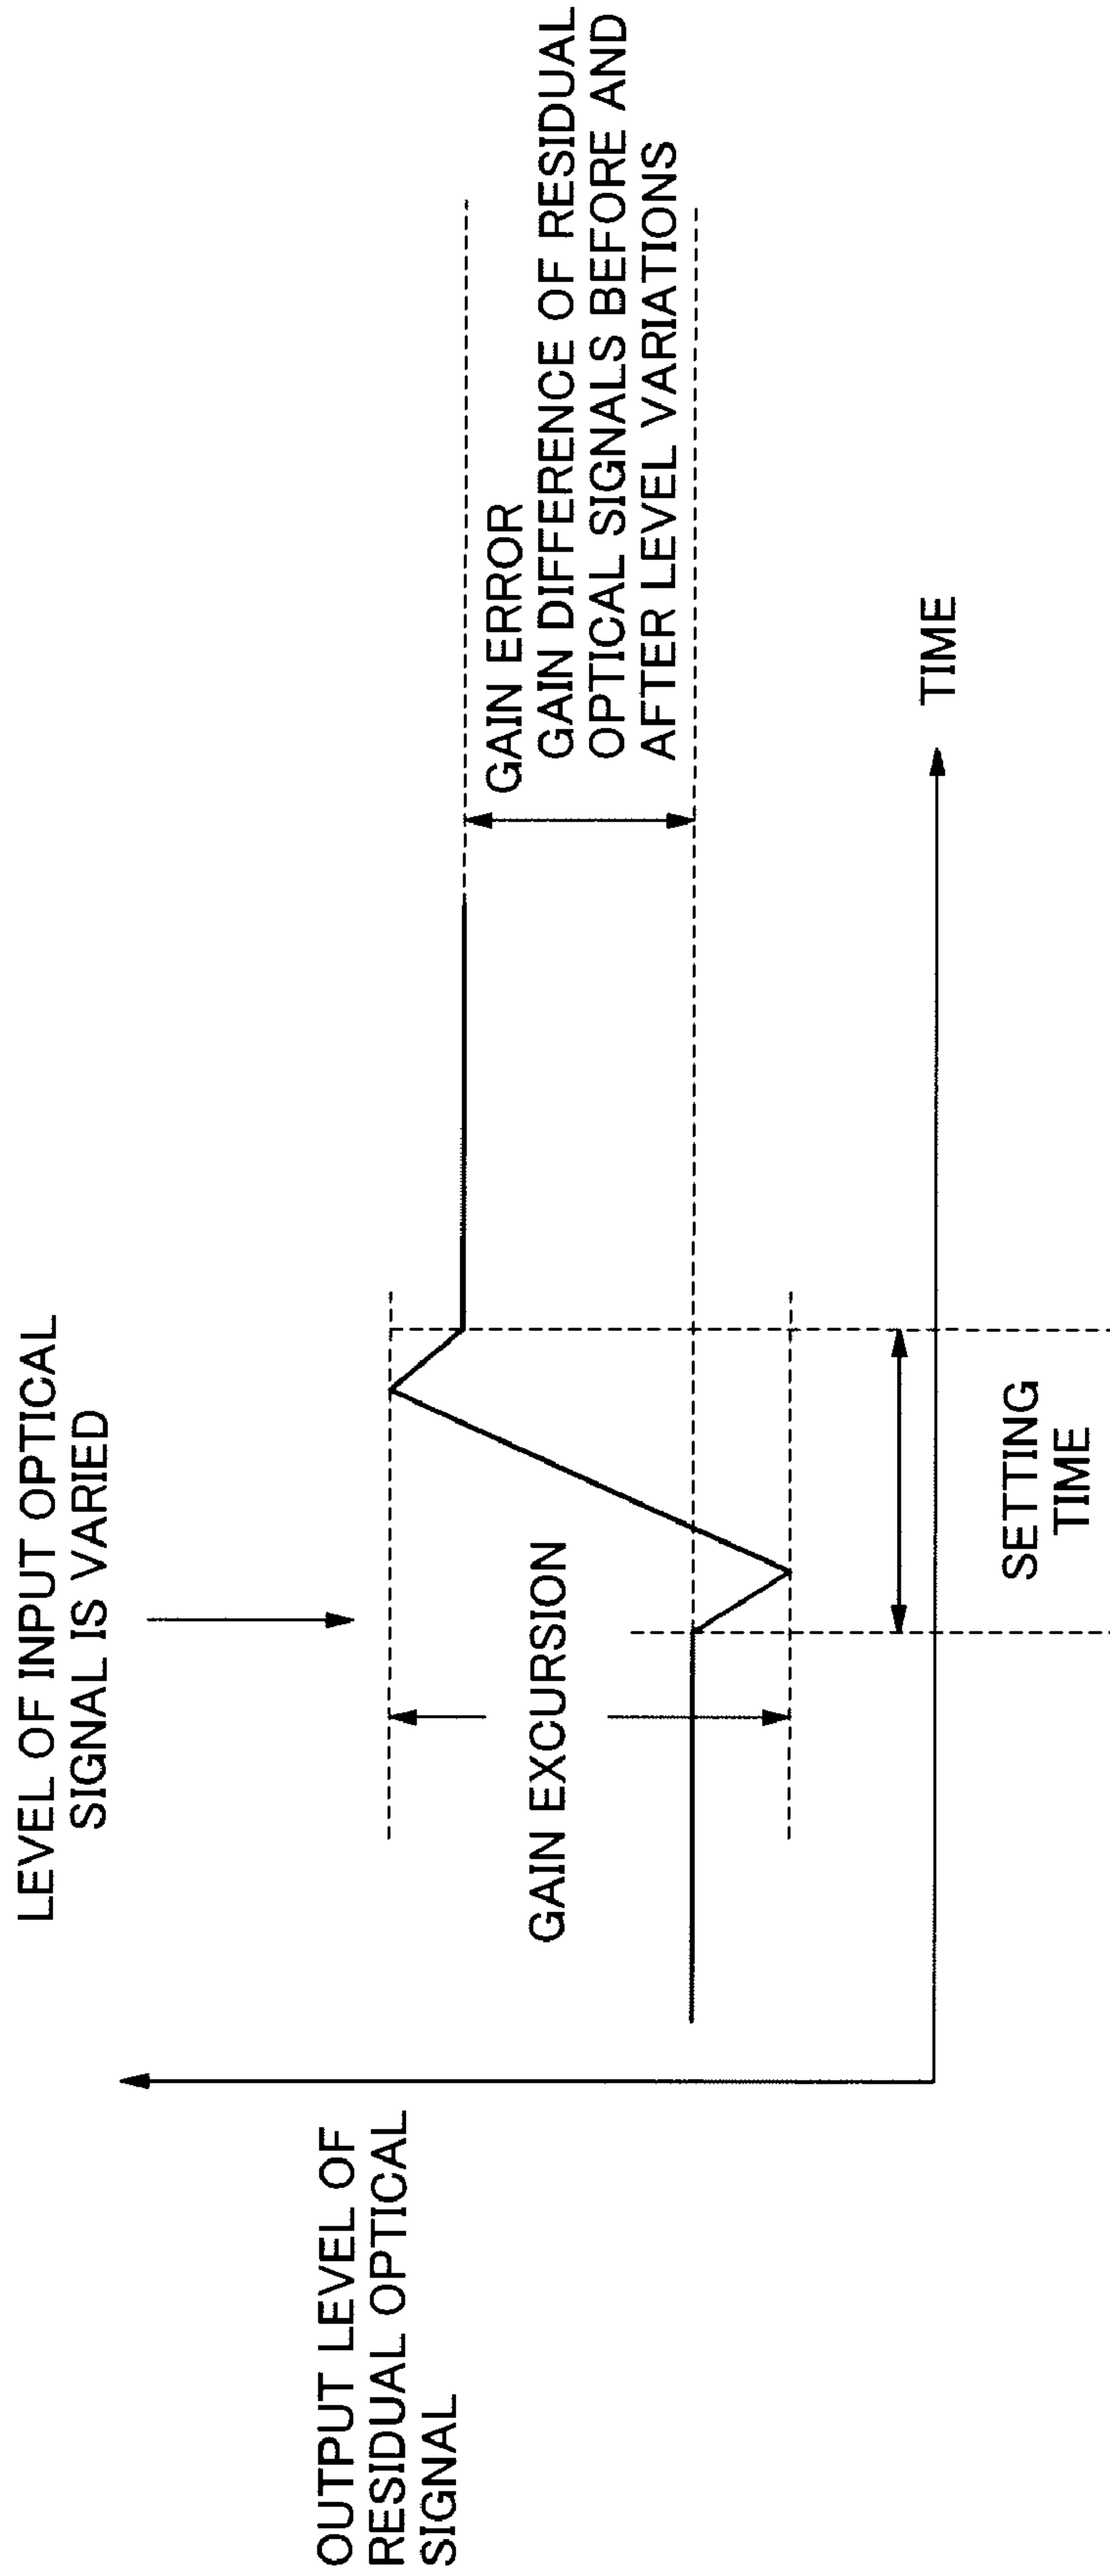 LEVEL OF INPUT OPTICAL
SIGNAL IS VARIED
OUTPUT LEVEL OF
RESIDUAL OPTICAL
SIGNAL
GAIN EXCURSION
GAIN ERROR
GAIN DIFFERENCE OF RESIDUAL
OPTICAL SIGNALS BEFORE AND
AFTER LEVEL VARIATIONS
TIME
SETTING
TIME